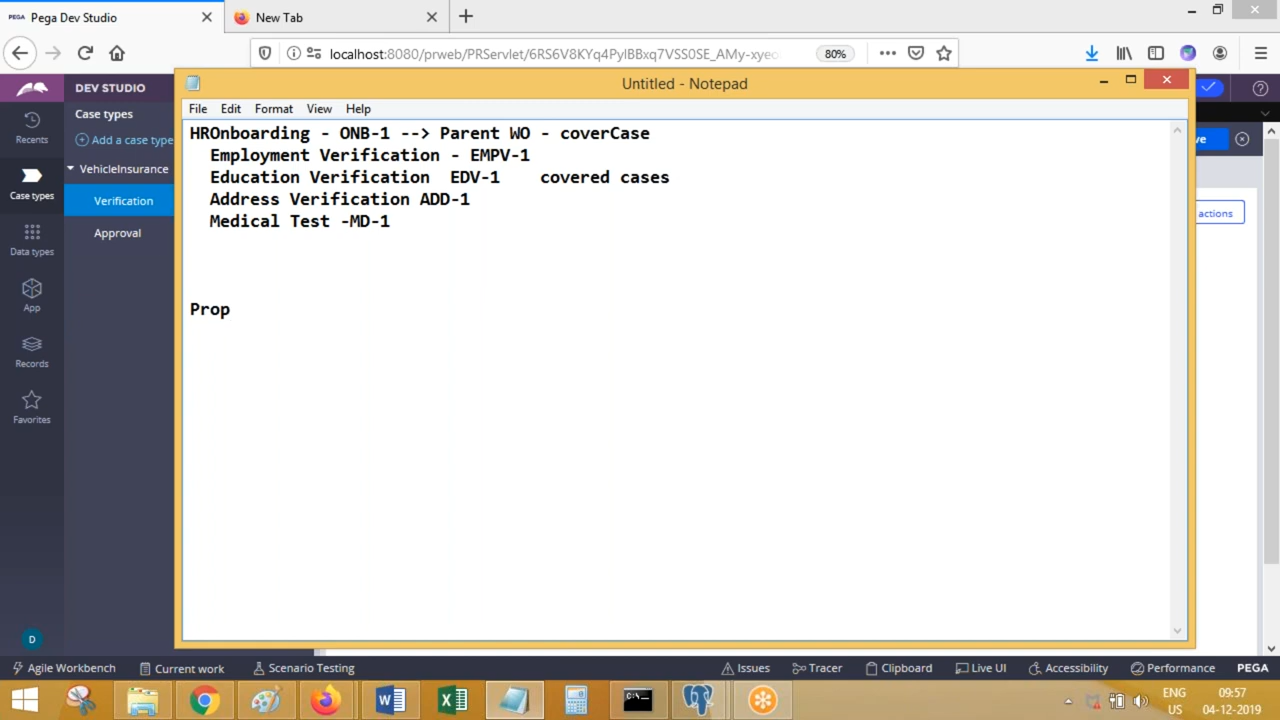 PEGA Pega Dev Studio
New Tab
localhost:8080/prweb/PRServlet/6RS6V8KYq4PylBBxq7VSS0SE_AMy-xyeo
80%
DEV STUDIO
Untitled - Notepad
File Edit Format View Help
Case types
Add a case type
VehicleInsurance
Verification
Approval
Recents
Case types
Data types
App
Records
Favorites
D
HROnboarding - ONB-1 --> Parent WO - coverCase
Employment Verification - EMPV-1
Education Verification EDV-1 covered cases
Address Verification ADD-1
Medical Test -MD-1
Prop
ve
actions
Agile Workbench Current work Scenario Testing Issues Tracer Clipboard Live UI Accessibility Performance PEGA
ENG 09:57
US 04-12-2019